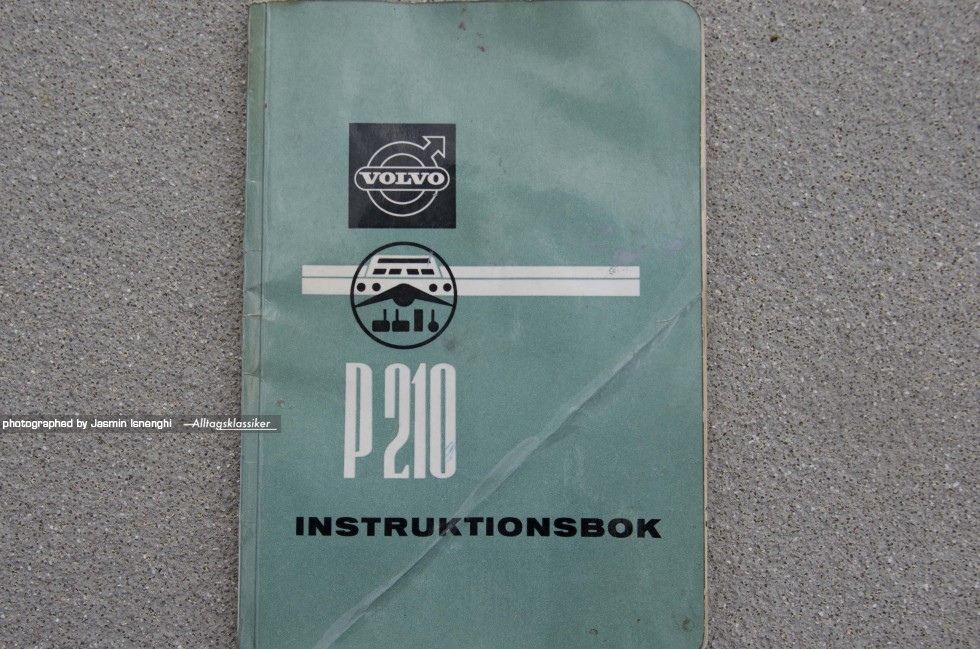 VOLVO
P 210
photographed by Jasmin Isnenghi —Alltagsklassiker
INSTRUKTIONSBOK